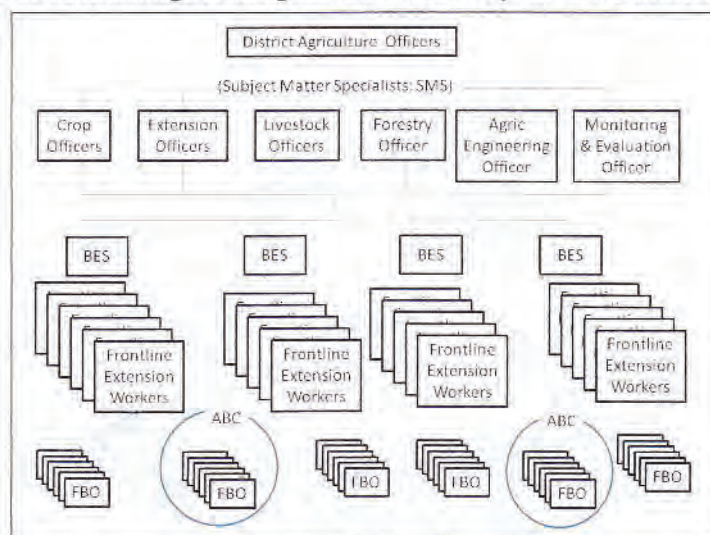 District Agriculture Officers
(Subject Matter Specialists: SMS)
Crop
Officers
Extension
Officers
Livestock
Officers
Forestry
Officer
Agric
Engineering
Officer
Monitoring
& Evaluation
Officer
BES
BES
BES
BES
Frontline
Extension
Workers
Frontline
Extension
Workers
Frontline
Extension
Workers
Frontline
Extension
Workers
ABC
ABC
FBO
FBO
FBO
FBO
FBO
FBO